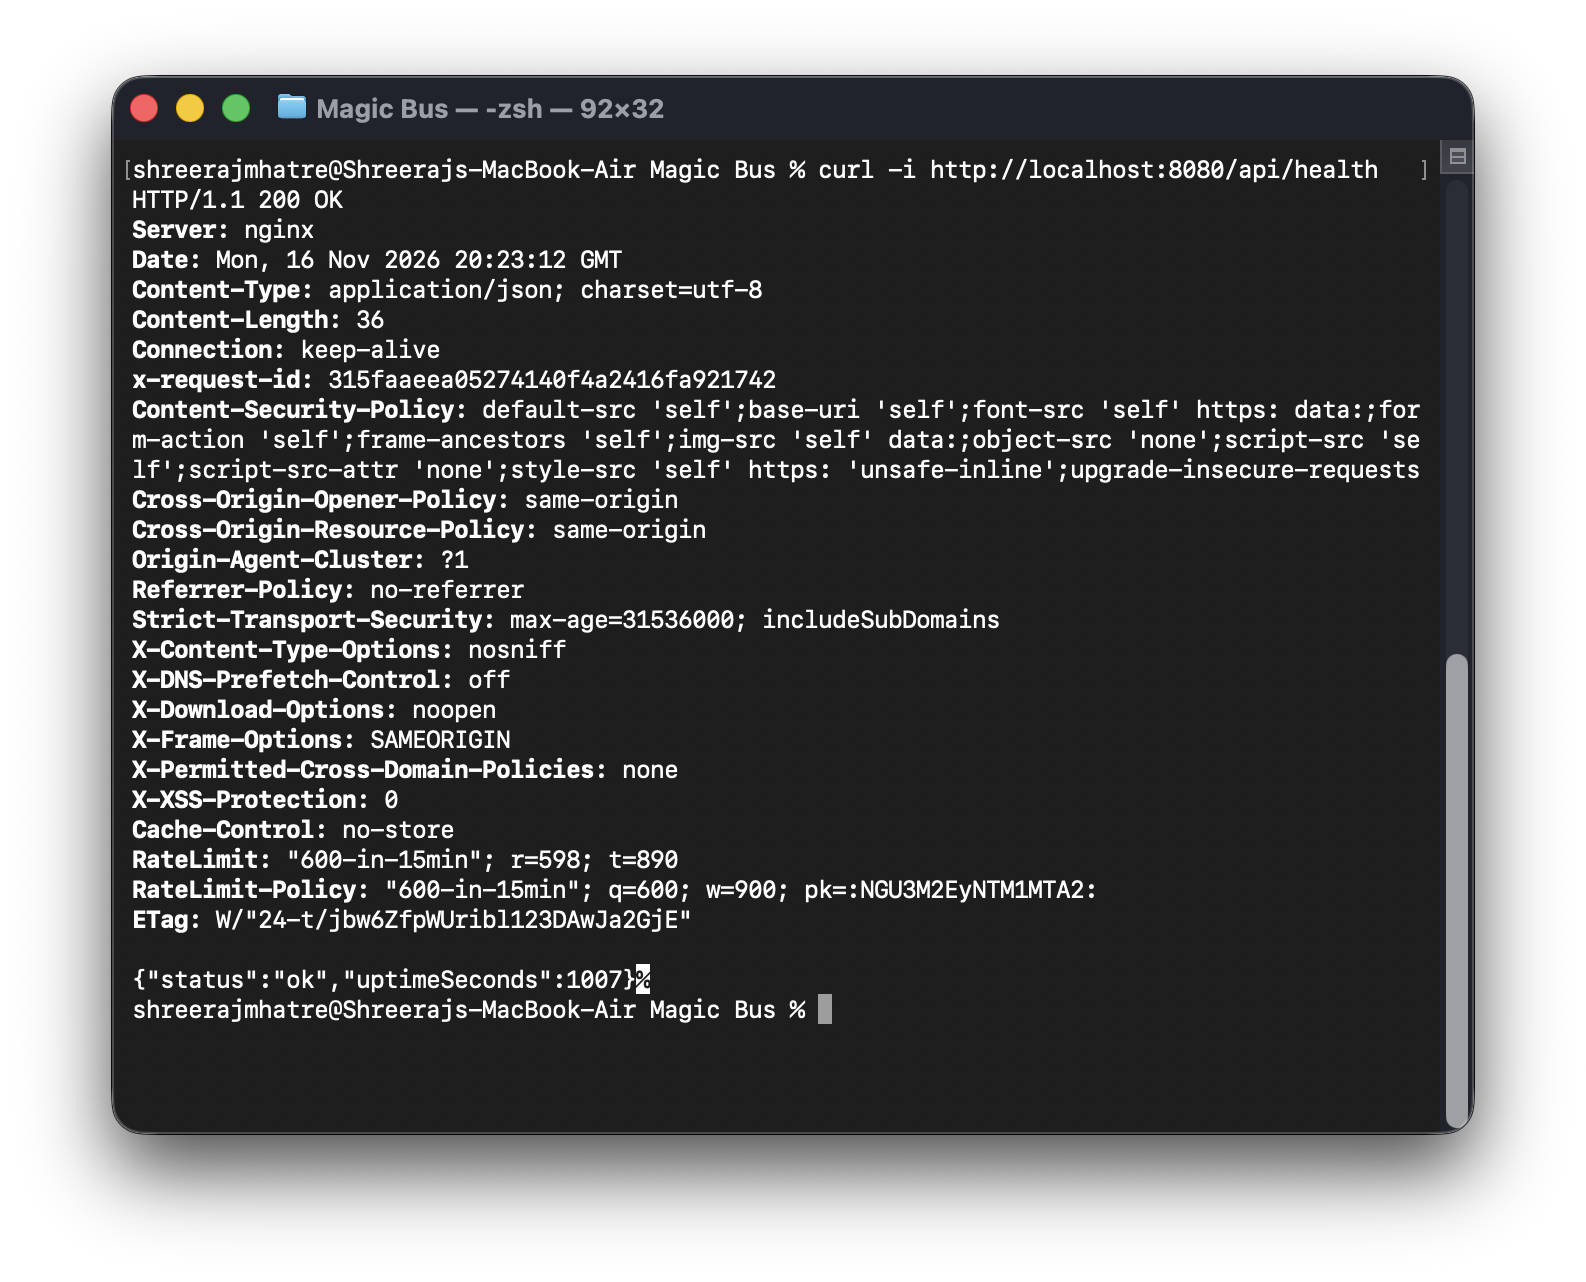 Magic Bus — -zsh — 92×32
[shreerajmhatre@Shreerajs-MacBook-Air Magic Bus % curl -i http://localhost:8080/api/health ]
HTTP/1.1 200 OK
Server: nginx
Date: Mon, 16 Nov 2026 20:23:12 GMT
Content-Type: application/json; charset=utf-8
Content-Length: 36
Connection: keep-alive
x-request-id: 315faaeea05274140f4a2416fa921742
Content-Security-Policy: default-src 'self';base-uri 'self';font-src 'self' https: data:;for
m-action 'self';frame-ancestors 'self';img-src 'self' data:;object-src 'none';script-src 'se
lf';script-src-attr 'none';style-src 'self' https: 'unsafe-inline';upgrade-insecure-requests
Cross-Origin-Opener-Policy: same-origin
Cross-Origin-Resource-Policy: same-origin
Origin-Agent-Cluster: ?1
Referrer-Policy: no-referrer
Strict-Transport-Security: max-age=31536000; includeSubDomains
X-Content-Type-Options: nosniff
X-DNS-Prefetch-Control: off
X-Download-Options: noopen
X-Frame-Options: SAMEORIGIN
X-Permitted-Cross-Domain-Policies: none
X-XSS-Protection: 0
Cache-Control: no-store
RateLimit: "600-in-15min"; r=598; t=890
RateLimit-Policy: "600-in-15min"; q=600; w=900; pk=:NGU3M2EyNTM1MTA2:
ETag: W/"24-t/jbw6ZfpWUribl123DAwJa2GjE"
{"status":"ok","uptimeSeconds":1007}%
shreerajmhatre@Shreerajs-MacBook-Air Magic Bus %